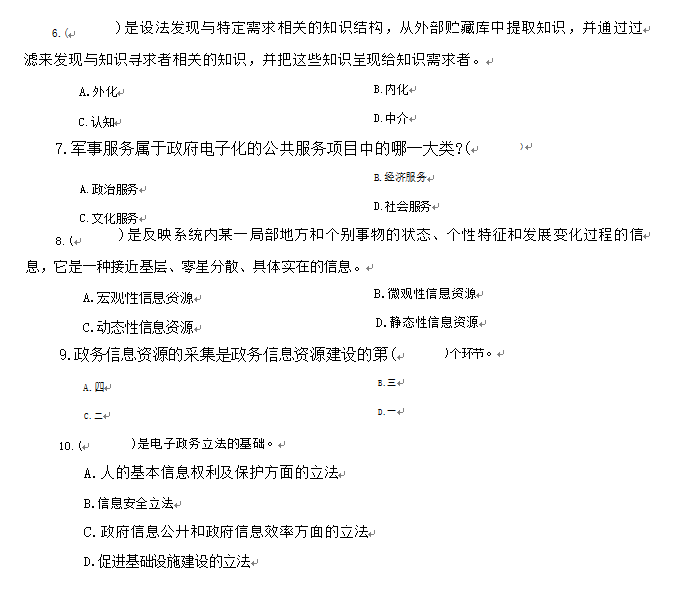 6.( )是设法发现与特定需求相关的知识结构，从外部贮藏库中提取知识，并通过过
滤来发现与知识寻求者相关的知识，并把这些知识呈现给知识需求者。
A.外化 B.内化
C.认知 D.中介
7.军事服务属于政府电子化的公共服务项目中的哪一大类?( )
A.政治服务 B.经济服务
C.文化服务 D.社会服务
8.( )是反映系统内某一局部地方和个别事物的状态、个性特征和发展变化过程的信
息，它是一种接近基层、零星分散、具体实在的信息。
A.宏观性信息资源 B.微观性信息资源
C.动态性信息资源 D.静态性信息资源
9.政务信息资源的采集是政务信息资源建设的第( )个环节。
A.四 B.三
C.二 D.一
10.( )是电子政务立法的基础。
A.人的基本信息权利及保护方面的立法
B.信息安全立法
C.政府信息公廾和政府信息效率方面的立法
D.促进基础设施建设的立法